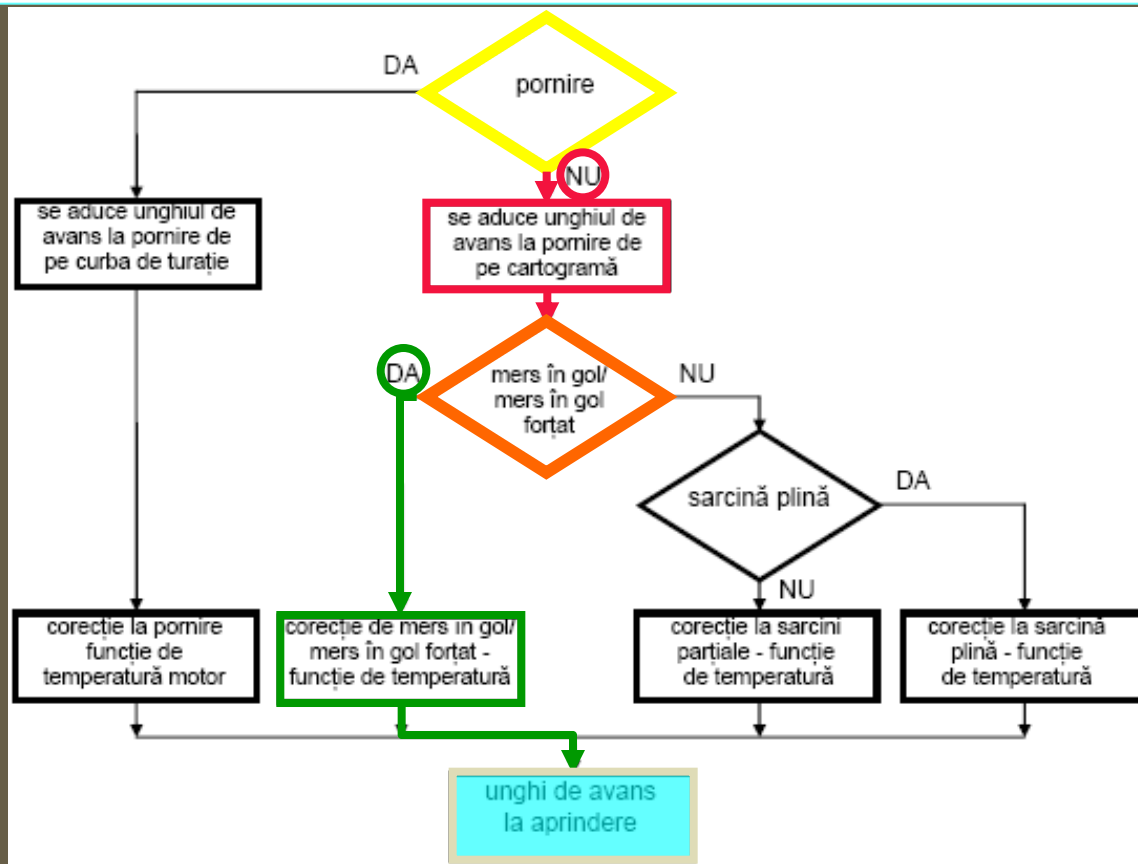 DA
pornire
NU
se aduce unghiul de
avans la pornire de
pe curba de turație
se aduce unghiul de
avans la pornire de
pe cartogramă
DA
mers în gol/
mers în gol
forțat
NU
sarcină plină
DA
NU
corecție la pornire
funcție de
temperatură motor
corecție de mers în gol/
mers în gol forțat -
funcție de temperatură
corecție la sarcini
parțiale - funcție
de temperatură
corecție la sarcină
plină - funcție
de temperatură
unghi de avans
la aprindere